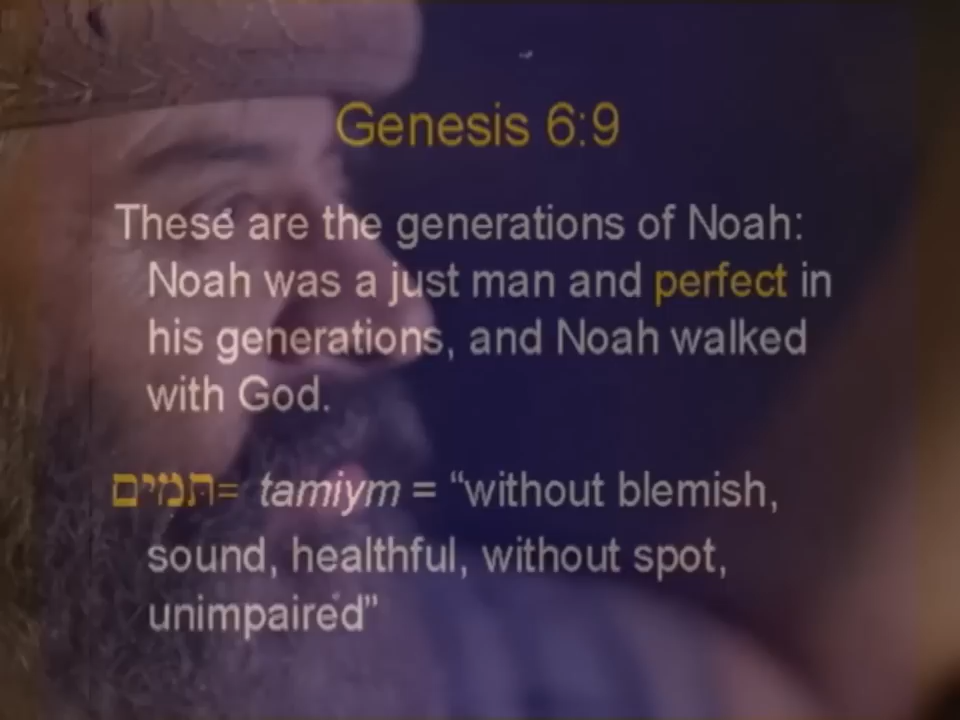 Genesis 6:9
These are the generations of Noah:
Noah was a just man and perfect in
his generations, and Noah walked
with God.
תמים= tamiym = “without blemish,
sound, healthful, without spot,
unimpaired”